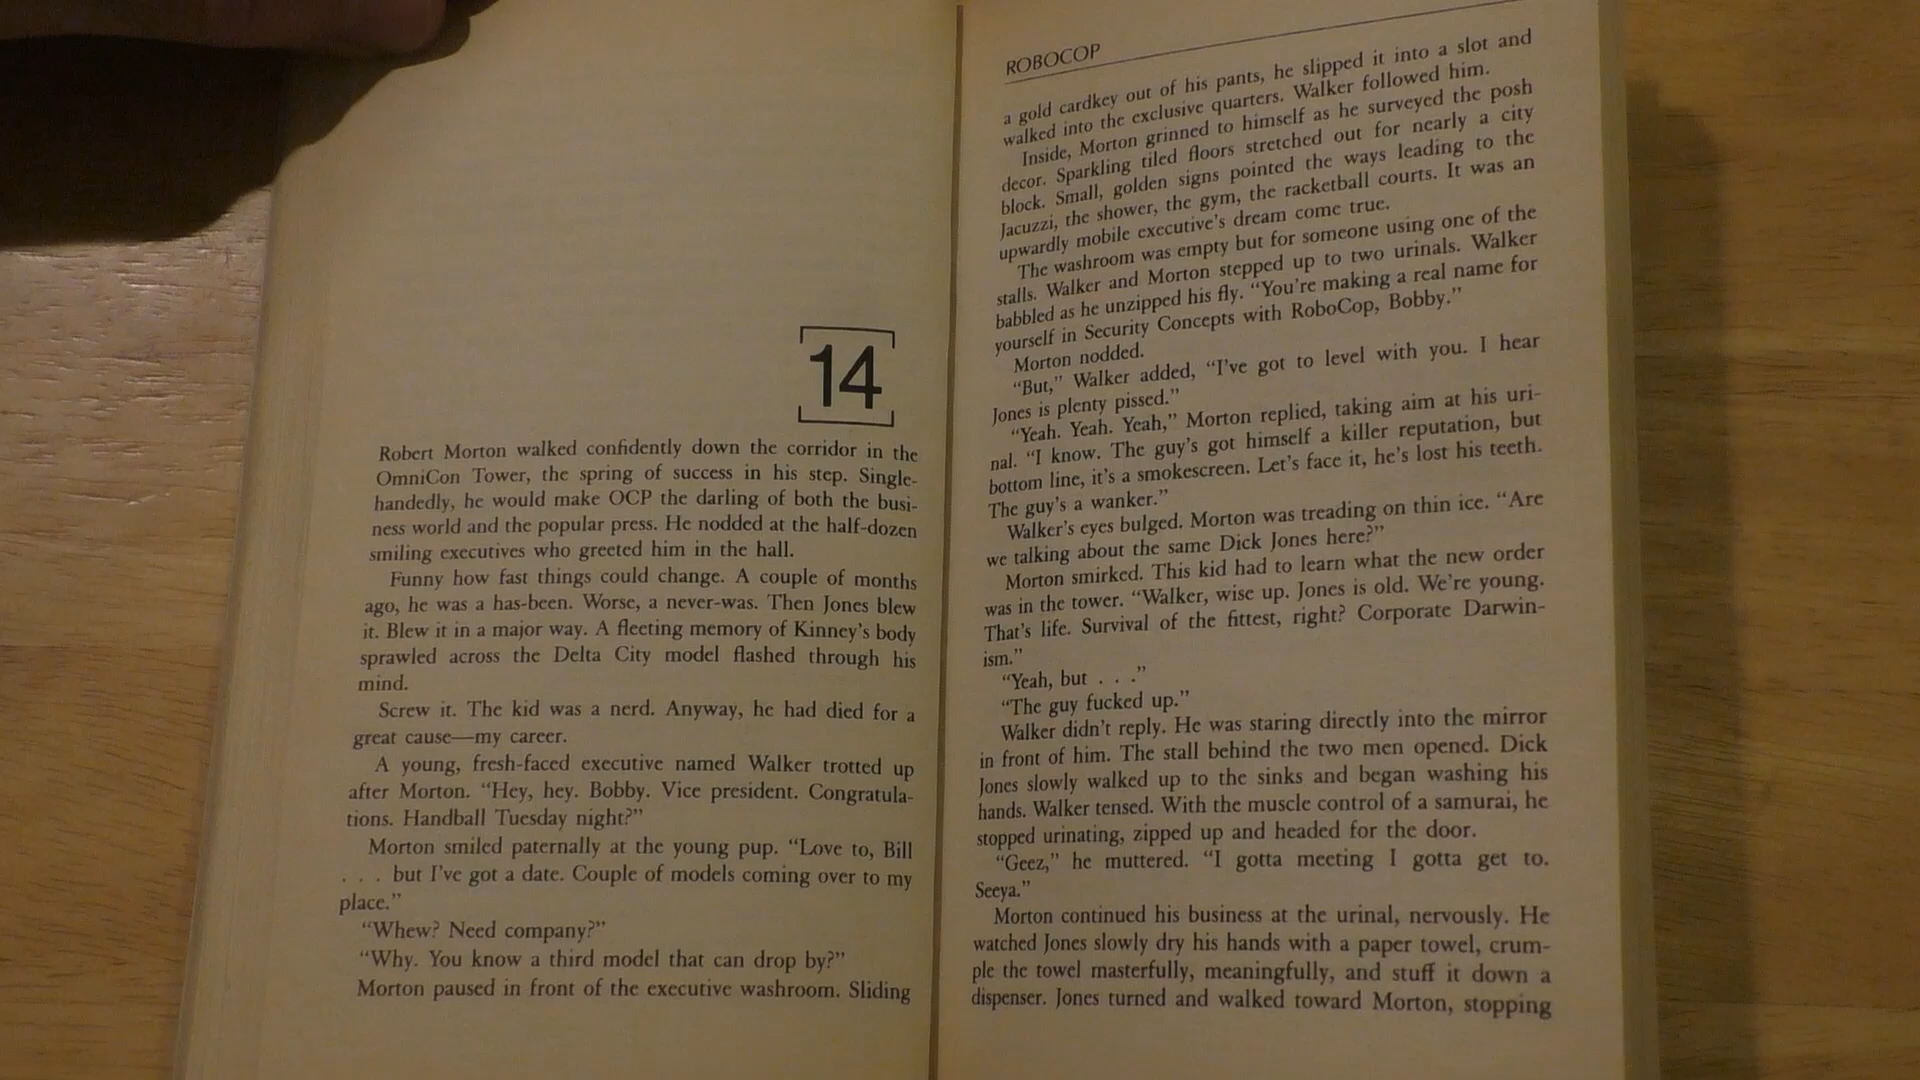 14
Robert Morton walked confidently down the corridor in the
OmniCon Tower, the spring of success in his step. Single-
handedly, he would make OCP the darling of both the busi-
ness world and the popular press. He nodded at the half-dozen
smiling executives who greeted him in the hall.
Funny how fast things could change. A couple of months
ago, he was a has-been. Worse, a never-was. Then Jones blew
it. Blew it in a major way. A fleeting memory of Kinney's body
sprawled across the Delta City model flashed through his
mind.
Screw it. The kid was a nerd. Anyway, he had died for a
great cause—my career.
A young, fresh-faced executive named Walker trotted up
after Morton. “Hey, hey. Bobby. Vice president. Congratula-
tions. Handball Tuesday night?”
Morton smiled paternally at the young pup. “Love to, Bill
. . . but I've got a date. Couple of models coming over to my
place.”
“Whew? Need company?”
“Why. You know a third model that can drop by?”
Morton paused in front of the executive washroom. Sliding
ROBOCOP
a gold cardkey out of his pants, he slipped it into a slot and
walked into the exclusive quarters. Walker followed him.
Inside, Morton grinned to himself as he surveyed the posh
decor. Sparkling tiled floors stretched out for nearly a city
block. Small, golden signs pointed the ways leading to the
Jacuzzi, the shower, the gym, the racketball courts. It was an
upwardly mobile executive's dream come true.
The washroom was empty but for someone using one of the
stalls. Walker and Morton stepped up to two urinals. Walker
babbled as he unzipped his fly. “You're making a real name for
yourself in Security Concepts with RoboCop, Bobby.”
Morton nodded.
“But,” Walker added, “I've got to level with you. I hear
Jones is plenty pissed.”
“Yeah. Yeah. Yeah,” Morton replied, taking aim at his uri-
nal. “I know. The guy's got himself a killer reputation, but
bottom line, it's a smokescreen. Let's face it, he's lost his teeth.
The guy's a wanker.”
Walker's eyes bulged. Morton was treading on thin ice. “Are
we talking about the same Dick Jones here?”
Morton smirked. This kid had to learn what the new order
was in the tower. “Walker, wise up. Jones is old. We're young.
That's life. Survival of the fittest, right? Corporate Darwin-
ism.”
“Yeah, but . . .”
“The guy fucked up.”
Walker didn't reply. He was staring directly into the mirror
in front of him. The stall behind the two men opened. Dick
Jones slowly walked up to the sinks and began washing his
hands. Walker tensed. With the muscle control of a samurai, he
stopped urinating, zipped up and headed for the door.
“Geez,” he muttered. “I gotta meeting I gotta get to.
Seeya.”
Morton continued his business at the urinal, nervously. He
watched Jones slowly dry his hands with a paper towel, crum-
ple the towel masterfully, meaningfully, and stuff it down a
dispenser. Jones turned and walked toward Morton, stopping